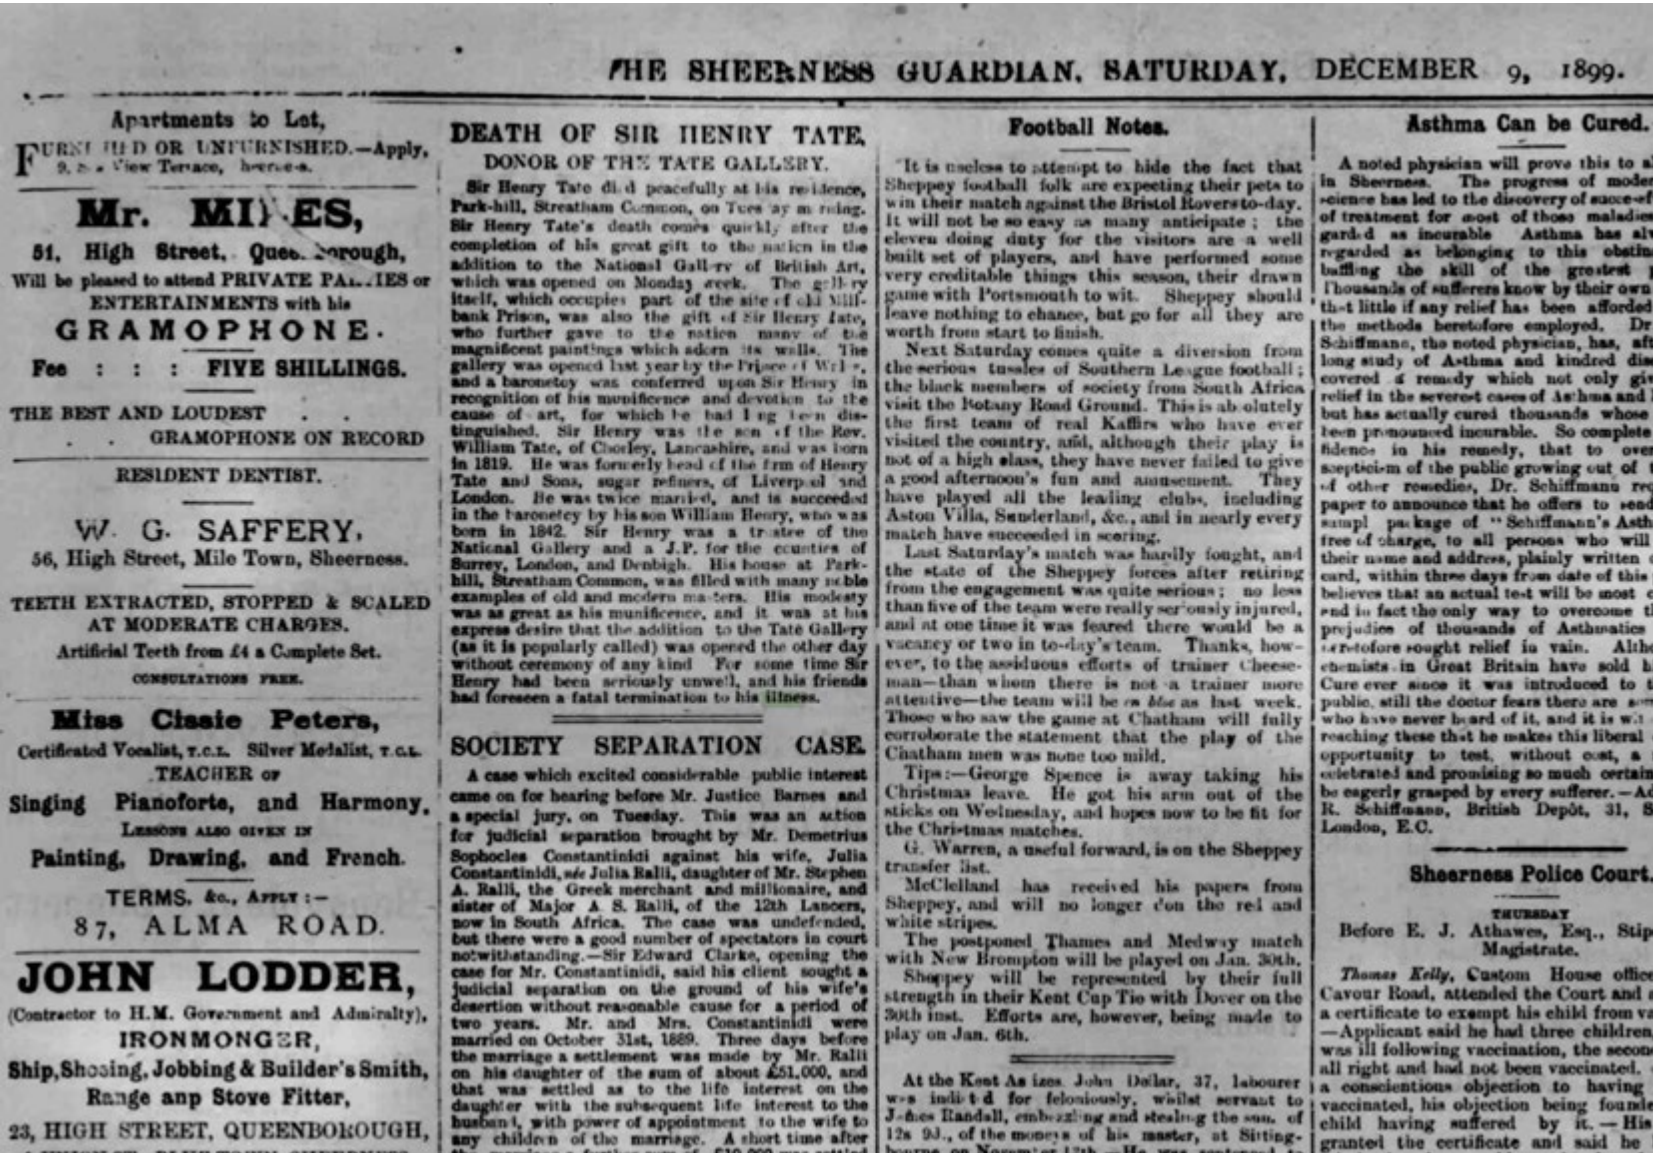 THE SHEERNESS GUARDIAN, SATURDAY, DECEMBER 9, 1899.
Apartments to Let,
FURNISHED OR UNFURNISHED.—Apply,
9, View Terrace,
Mr. MILES,
51, High Street, Queenborough,
Will be pleased to attend PRIVATE PARTIES or
ENTERTAINMENTS with his
GRAMOPHONE.
Fee : : : FIVE SHILLINGS.
THE BEST AND LOUDEST . .
. . GRAMOPHONE ON RECORD
RESIDENT DENTIST.
W. G. SAFFERY,
56, High Street, Mile Town, Sheerness.
TEETH EXTRACTED, STOPPED & SCALED
AT MODERATE CHARGES.
Artificial Teeth from £4 a Complete Set.
CONSULTATIONS FREE.
Miss Cissie Peters,
Certificated Vocalist, T.C.L. Silver Medalist, T.C.L.
TEACHER OF
Singing Pianoforte, and Harmony,
LESSONS ALSO GIVEN IN
Painting, Drawing, and French.
TERMS, &c., APPLY :—
87, ALMA ROAD.
JOHN LODDER,
(Contractor to H.M. Government and Admiralty),
IRONMONGER,
Ship, Shoeing, Jobbing & Builder's Smith,
Range anp Stove Fitter,
23, HIGH STREET, QUEENBOROUGH,
DEATH OF SIR HENRY TATE.
DONOR OF THE TATE GALLERY.
Sir Henry Tate died peacefully at his residence,
Park-hill, Streatham Common, on Tuesday morning.
Sir Henry Tate's death comes quickly after the
completion of his great gift to the nation in the
addition to the National Gallery of British Art,
which was opened on Monday week. The gallery
itself, which occupies part of the site of old Mill-
bank Prison, was also the gift of Sir Henry Tate,
who further gave to the nation many of the
magnificent paintings which adorn its walls. The
gallery was opened last year by the Prince of Wales,
and a baronetcy was conferred upon Sir Henry in
recognition of his munificence and devotion to the
cause of art, for which he had long been dis-
tinguished. Sir Henry was the son of the Rev.
William Tate, of Chorley, Lancashire, and was born
in 1819. He was formerly head of the firm of Henry
Tate and Sons, sugar refiners, of Liverpool and
London. He was twice married, and is succeeded
in the baronetcy by his son William Henry, who was
born in 1842. Sir Henry was a trustee of the
National Gallery and a J.P. for the counties of
Surrey, London, and Denbigh. His house at Park-
hill, Streatham Common, was filled with many noble
examples of old and modern masters. His modesty
was as great as his munificence, and it was at his
express desire that the addition to the Tate Gallery
(as it is popularly called) was opened the other day
without ceremony of any kind For some time Sir
Henry had been seriously unwell, and his friends
had foreseen a fatal termination to his illness.
SOCIETY SEPARATION CASE.
A case which excited considerable public interest
came on for hearing before Mr. Justice Barnes and
a special jury, on Tuesday. This was an action
for judicial separation brought by Mr. Demetrius
Sophocles Constantinidi against his wife, Julia
Constantinidi, née Julia Ralli, daughter of Mr. Stephen
A. Ralli, the Greek merchant and millionaire, and
sister of Major A. S. Ralli, of the 12th Lancers,
now in South Africa. The case was undefended,
but there were a good number of spectators in court
notwithstanding.—Sir Edward Clarke, opening the
case for Mr. Constantinidi, said his client sought a
judicial separation on the ground of his wife's
desertion without reasonable cause for a period of
two years. Mr. and Mrs. Constantinidi were
married on October 31st, 1889. Three days before
the marriage a settlement was made by Mr. Ralli
on his daughter of the sum of about £51,000, and
that was settled as to the life interest on the
daughter with the subsequent life interest to the
husband, with power of appointment to the wife to
any children of the marriage. A short time after
Football Notes.
It is useless to attempt to hide the fact that
Sheppey football folk are expecting their pets to
win their match against the Bristol Rovers to-day.
It will not be so easy as many anticipate ; the
eleven doing duty for the visitors are a well
built set of players, and have performed some
very creditable things this season, their drawn
game with Portsmouth to wit. Sheppey should
leave nothing to chance, but go for all they are
worth from start to finish.
Next Saturday comes quite a diversion from
the serious tussles of Southern League football ;
the black members of society from South Africa
visit the Botany Road Ground. This is absolutely
the first team of real Kaffirs who have ever
visited the country, and, although their play is
not of a high class, they have never failed to give
a good afternoon's fun and amusement. They
have played all the leading clubs, including
Aston Villa, Sunderland, &c., and in nearly every
match have succeeded in scoring.
Last Saturday's match was hardly fought, and
the state of the Sheppey forces after retiring
from the engagement was quite serious ; no less
than five of the team were really seriously injured,
and at one time it was feared there would be a
vacancy or two in to-day's team. Thanks, how-
ever, to the assiduous efforts of trainer Cheese-
man—than whom there is not a trainer more
attentive—the team will be en bloc as last week.
Those who saw the game at Chatham will fully
corroborate the statement that the play of the
Chatham men was none too mild.
Tips:—George Spence is away taking his
Christmas leave. He got his arm out of the
sticks on Wednesday, and hopes now to be fit for
the Christmas matches.
G. Warren, a useful forward, is on the Sheppey
transfer list.
McClelland has received his papers from
Sheppey, and will no longer don the red and
white stripes.
The postponed Thames and Medway match
with New Brompton will be played on Jan. 30th.
Sheppey will be represented by their full
strength in their Kent Cup Tie with Dover on the
30th inst. Efforts are, however, being made to
play on Jan. 6th.
At the Kent Assizes, John Dollar, 37, labourer
was indicted for feloniously, whilst servant to
James Randall, embezzling and stealing the sum of
12s 9d., of the moneys of his master, at Sitting-
Asthma Can be Cured.
A noted physician will prove this to
in Sheerness. The progress of
science has led to the discovery of
of treatment for most of those
garded as incurable Asthma has
regarded as belonging to this
baffling the skill of the greatest
Thousands of sufferers know by their own
that little if any relief has been afforded
the methods heretofore employed. Dr
Schiffmann, the noted physician, has,
long study of Asthma and kindred
covered a remedy which not only
relief in the severest cases of Asthma and
but has actually cured thousands whose
been pronounced incurable. So complete
fidence in his remedy, that to
scepticism of the public growing out of
of other remedies, Dr. Schiffmann
paper to announce that he offers to send
sampl package of "Schiffmann's
free of charge, to all persons who will
their name and address, plainly written
card, within three days from date of this
believes that an actual test will be most
and in fact the only way to overcome
prejudice of thousands of Asthmatics
heretofore sought relief in vain.
chemists in Great Britain have sold
Cure ever since it was introduced to
public, still the doctor fears there are
who have never heard of it, and it is
reaching these that he makes this liberal
opportunity to test, without cost, a
celebrated and promising so much
be eagerly grasped by every sufferer.—
R. Schiffmann, British Depôt, 31,
London, E.C.
Sheerness Police Court.
THURSDAY
Before E. J. Athawes, Esq., Stip
Magistrate.
Thomas Kelly, Custom House
Cavour Road, attended the Court and
a certificate to exempt his child from
—Applicant said he had three children,
was ill following vaccination, the
all right and had not been vaccinated.
a conscientious objection to having
vaccinated, his objection being
child having suffered by it.—His
granted the certificate and said he